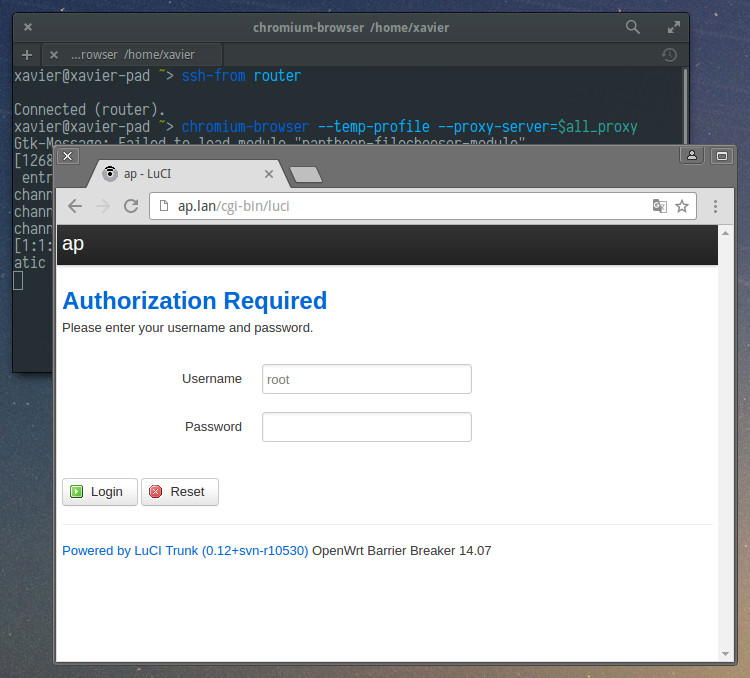 chromium-browser /home/xavier
...rowser /home/xavier
xavier@xavier-pad ~> ssh-from router
Connected (router).
xavier@xavier-pad ~> chromium-browser --temp-profile --proxy-server=$all_proxy
Gtk-Message: Failed to load module "pantheon-filechooser-module"
[1268
entr
chann
chann
chann
[1:1:
atic
ap - LuCI
ap.lan/cgi-bin/luci
ap
Authorization Required
Please enter your username and password.
Username
root
Password
Login
Reset
Powered by LuCI Trunk (0.12+svn-r10530) OpenWrt Barrier Breaker 14.07